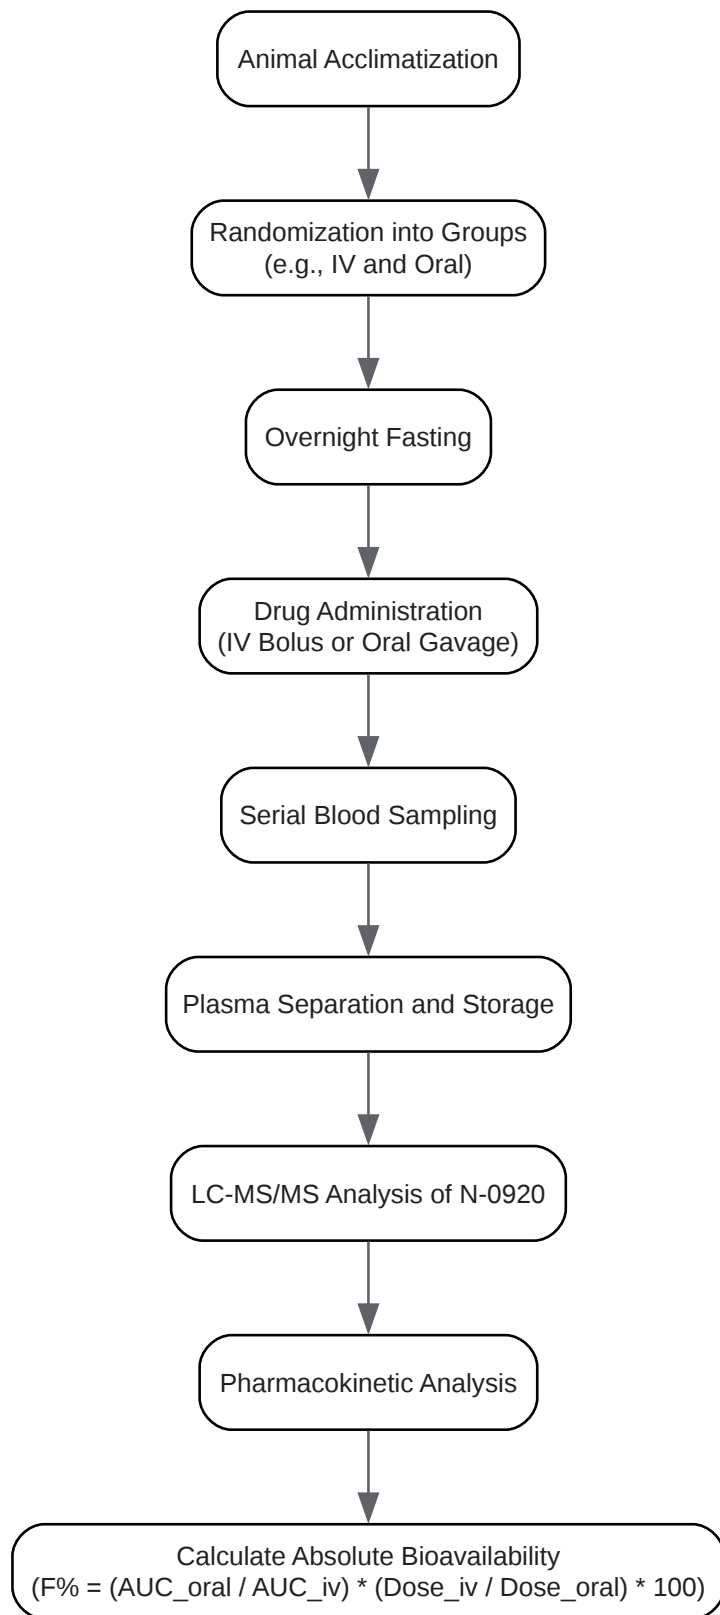 Animal Acclimatization
Randomization into Groups
(e.g., IV and Oral)
Overnight Fasting
Drug Administration
(IV Bolus or Oral Gavage)
Serial Blood Sampling
Plasma Separation and Storage
LC-MS/MS Analysis of N-0920
Pharmacokinetic Analysis
Calculate Absolute Bioavailability
(F% = (AUC_oral / AUC_iv) * (Dose_iv / Dose_oral) * 100)